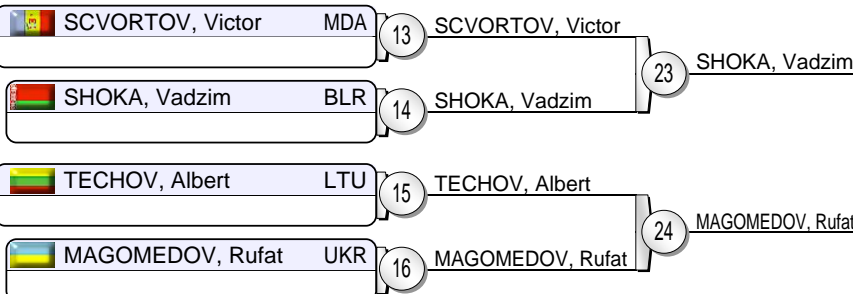 SCVORTOV, Victor MDA 13 SCVORTOV, Victor
23 SHOKA, Vadzim
SHOKA, Vadzim BLR 14 SHOKA, Vadzim
TECHOV, Albert LTU 15 TECHOV, Albert
24 MAGOMEDOV, Rufat
MAGOMEDOV, Rufat UKR 16 MAGOMEDOV, Rufat